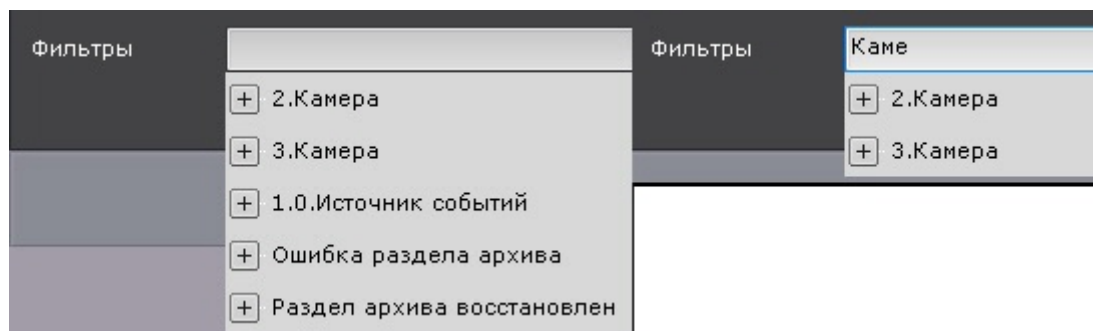 Фильтры
2.Камера
3.Камера
1.0.Источник событий
Ошибка раздела архива
Раздел архива восстановлен
Фильтры
Каме
2.Камера
3.Камера